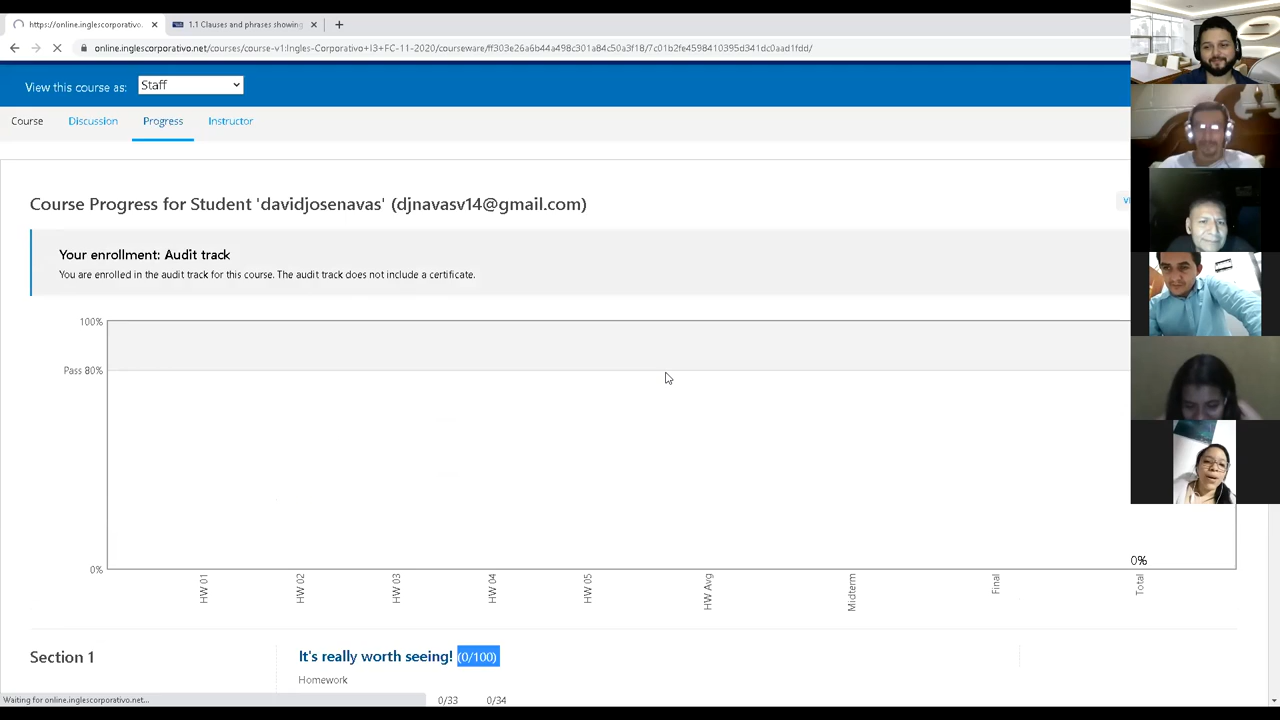 https://online.inglescorporativo.
1.1 Clauses and phrases showing
online.inglescorporativo.net/courses/course-v1:Ingles-Corporativo+I3+FC-11-2020/courseware/ff303e26a6b44a498c301a84c50a3f18/7c01b2fe4598410395d341dc0aad1fdd/
View this course as: Staff
Course Discussion Progress Instructor
Course Progress for Student 'davidjosenavas' (djnavasv14@gmail.com)
Your enrollment: Audit track
You are enrolled in the audit track for this course. The audit track does not include a certificate.
100%
Pass 80%
0%
0%
HW 01
HW 02
HW 03
HW 04
HW 05
HW Avg
Midterm
Final
Total
Section 1
It's really worth seeing! (0/100)
Homework
0/33 0/34
Waiting for online.inglescorporativo.net...